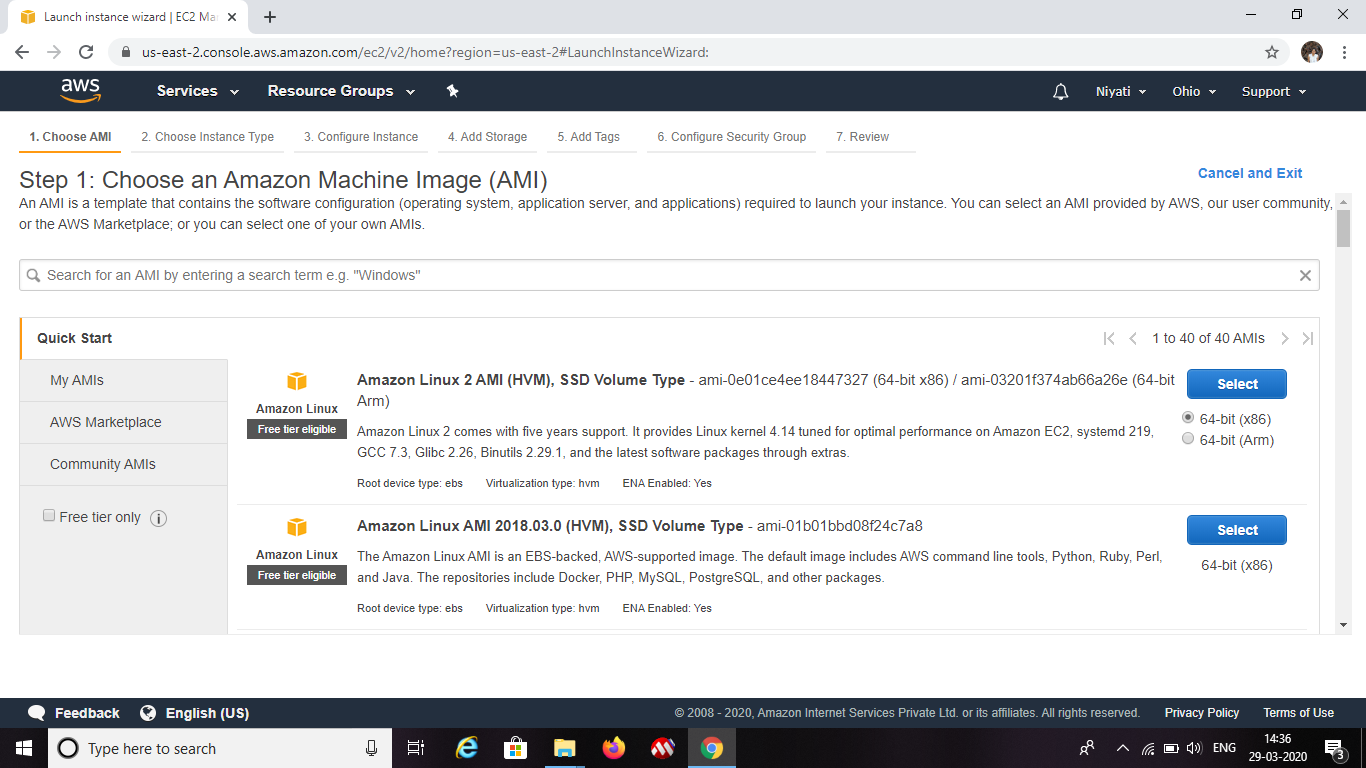 Launch instance wizard | EC2 Ma
us-east-2.console.aws.amazon.com/ec2/v2/home?region=us-east-2#LaunchInstanceWizard:
aws Services Resource Groups Niyati Ohio Support
1. Choose AMI 2. Choose Instance Type 3. Configure Instance 4. Add Storage 5. Add Tags 6. Configure Security Group 7. Review
Step 1: Choose an Amazon Machine Image (AMI)
Cancel and Exit
An AMI is a template that contains the software configuration (operating system, application server, and applications) required to launch your instance. You can select an AMI provided by AWS, our user community,
or the AWS Marketplace; or you can select one of your own AMIs.
Search for an AMI by entering a search term e.g. "Windows"
Quick Start
1 to 40 of 40 AMIs
My AMIs
AWS Marketplace
Community AMIs
Free tier only
Amazon Linux
Free tier eligible
Amazon Linux 2 AMI (HVM), SSD Volume Type - ami-0e01ce4ee18447327 (64-bit x86) / ami-03201f374ab66a26e (64-bit
Arm)
Amazon Linux 2 comes with five years support. It provides Linux kernel 4.14 tuned for optimal performance on Amazon EC2, systemd 219,
GCC 7.3, Glibc 2.26, Binutils 2.29.1, and the latest software packages through extras.
Root device type: ebs Virtualization type: hvm ENA Enabled: Yes
Select
64-bit (x86)
64-bit (Arm)
Amazon Linux
Free tier eligible
Amazon Linux AMI 2018.03.0 (HVM), SSD Volume Type - ami-01b01bbd08f24c7a8
The Amazon Linux AMI is an EBS-backed, AWS-supported image. The default image includes AWS command line tools, Python, Ruby, Perl,
and Java. The repositories include Docker, PHP, MySQL, PostgreSQL, and other packages.
Root device type: ebs Virtualization type: hvm ENA Enabled: Yes
Select
64-bit (x86)
Feedback English (US) © 2008 - 2020, Amazon Internet Services Private Ltd. or its affiliates. All rights reserved. Privacy Policy Terms of Use
Type here to search
ENG
14:36
29-03-2020
3